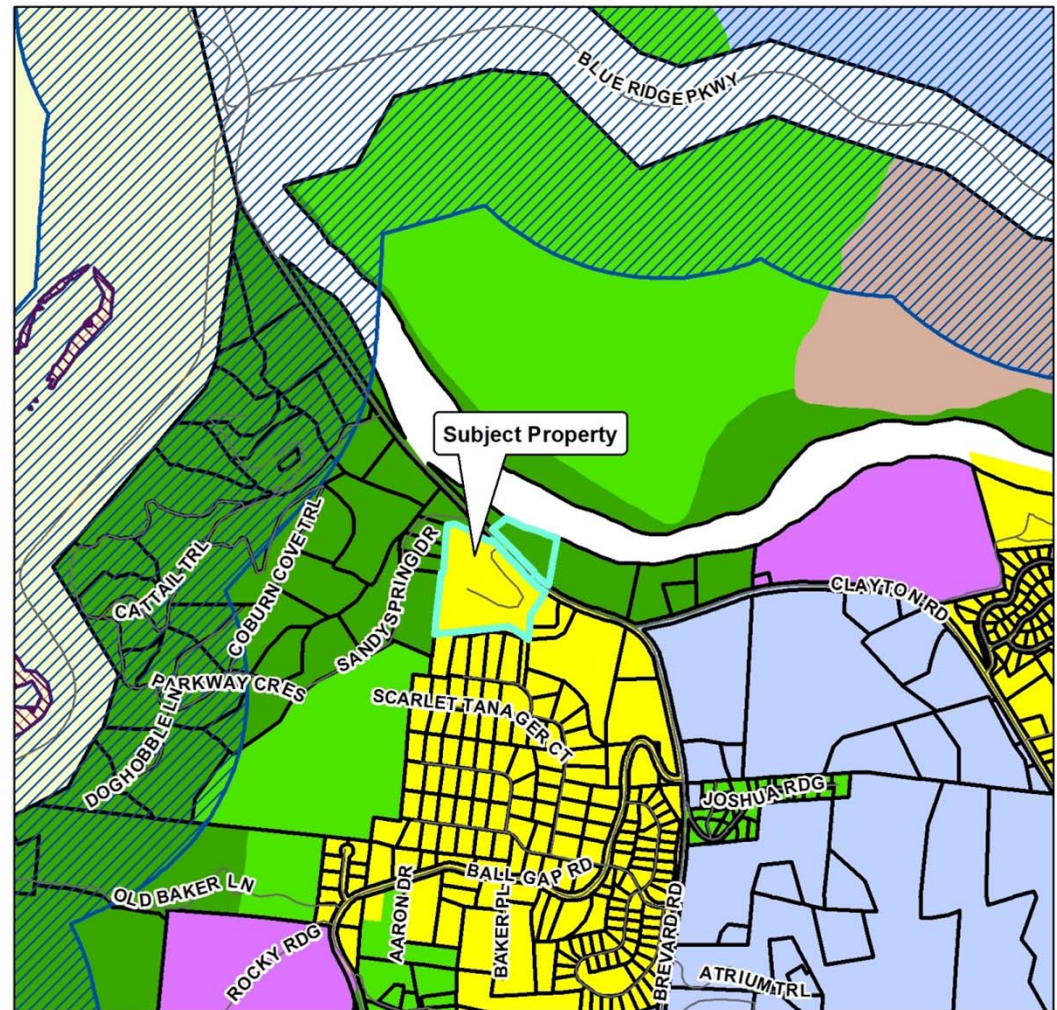 BLUE RIDGE PKWY
Subject Property
CATTAIL TRL
COBURN COVE TRL
SANDY SPRING DR
CLAYTON RD
PARKWAY CRES
SCARLET TANAGER CT
DOGHOBBLE LN
JOSHUA RDG
BALL GAP RD
OLD BAKER LN
AARON DR
BAKER PL
BREVARD RD
ROCKY RDG
ATRIUM TRL